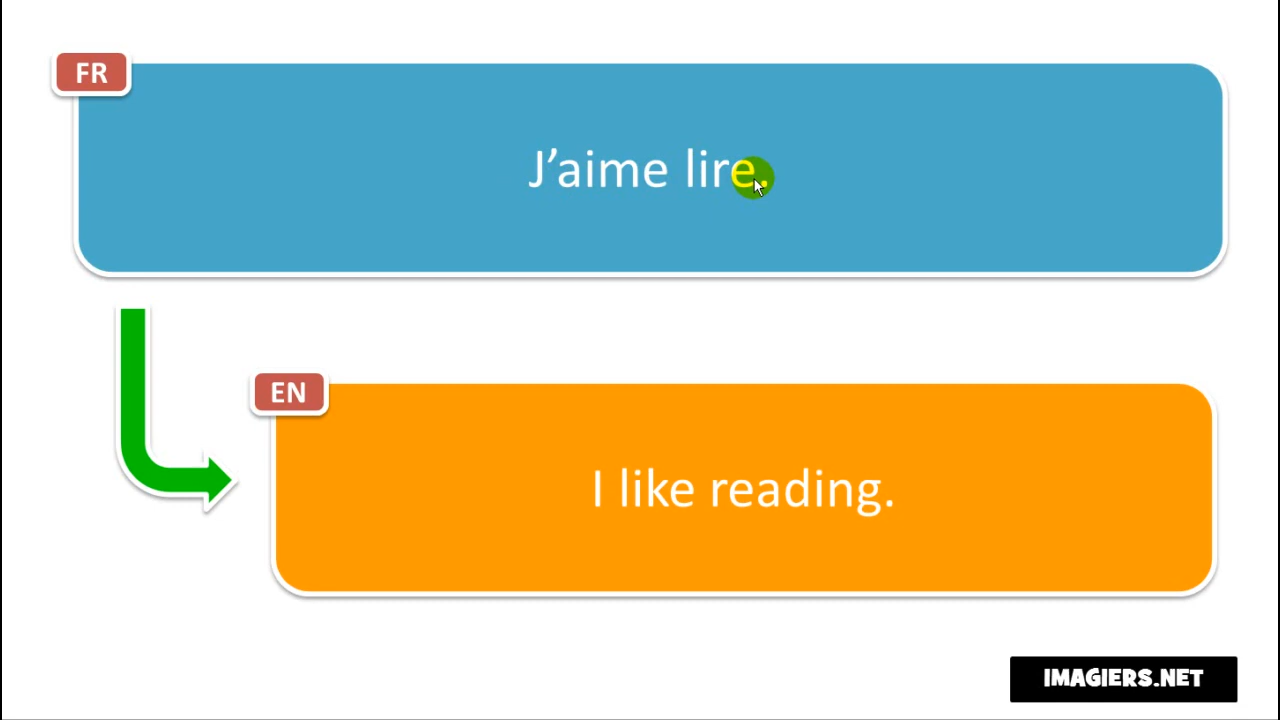 FR
J’aime lire.
EN
I like reading.
IMAGIERS.NET